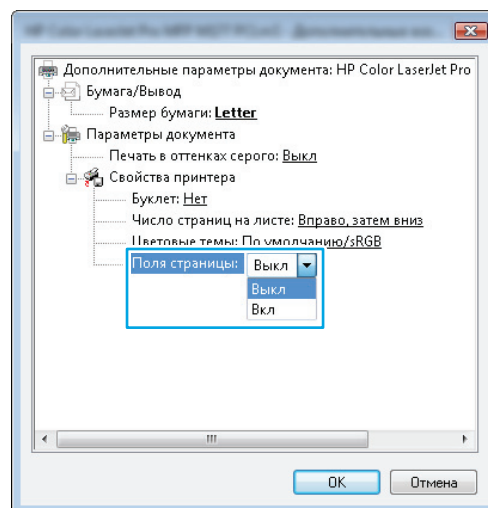 Дополнительные параметры документа: HP Color LaserJet Pro
Бумага/Вывод
Размер бумаги: Letter
Параметры документа
Печать в оттенках серого: Выкл
Свойства принтера
Буклет: Нет
Число страниц на листе: Вправо, затем вниз
Цветовые темы: По умолчанию/sRGB
Поля страницы: Выкл
Выкл
Вкл
OK
Отмена